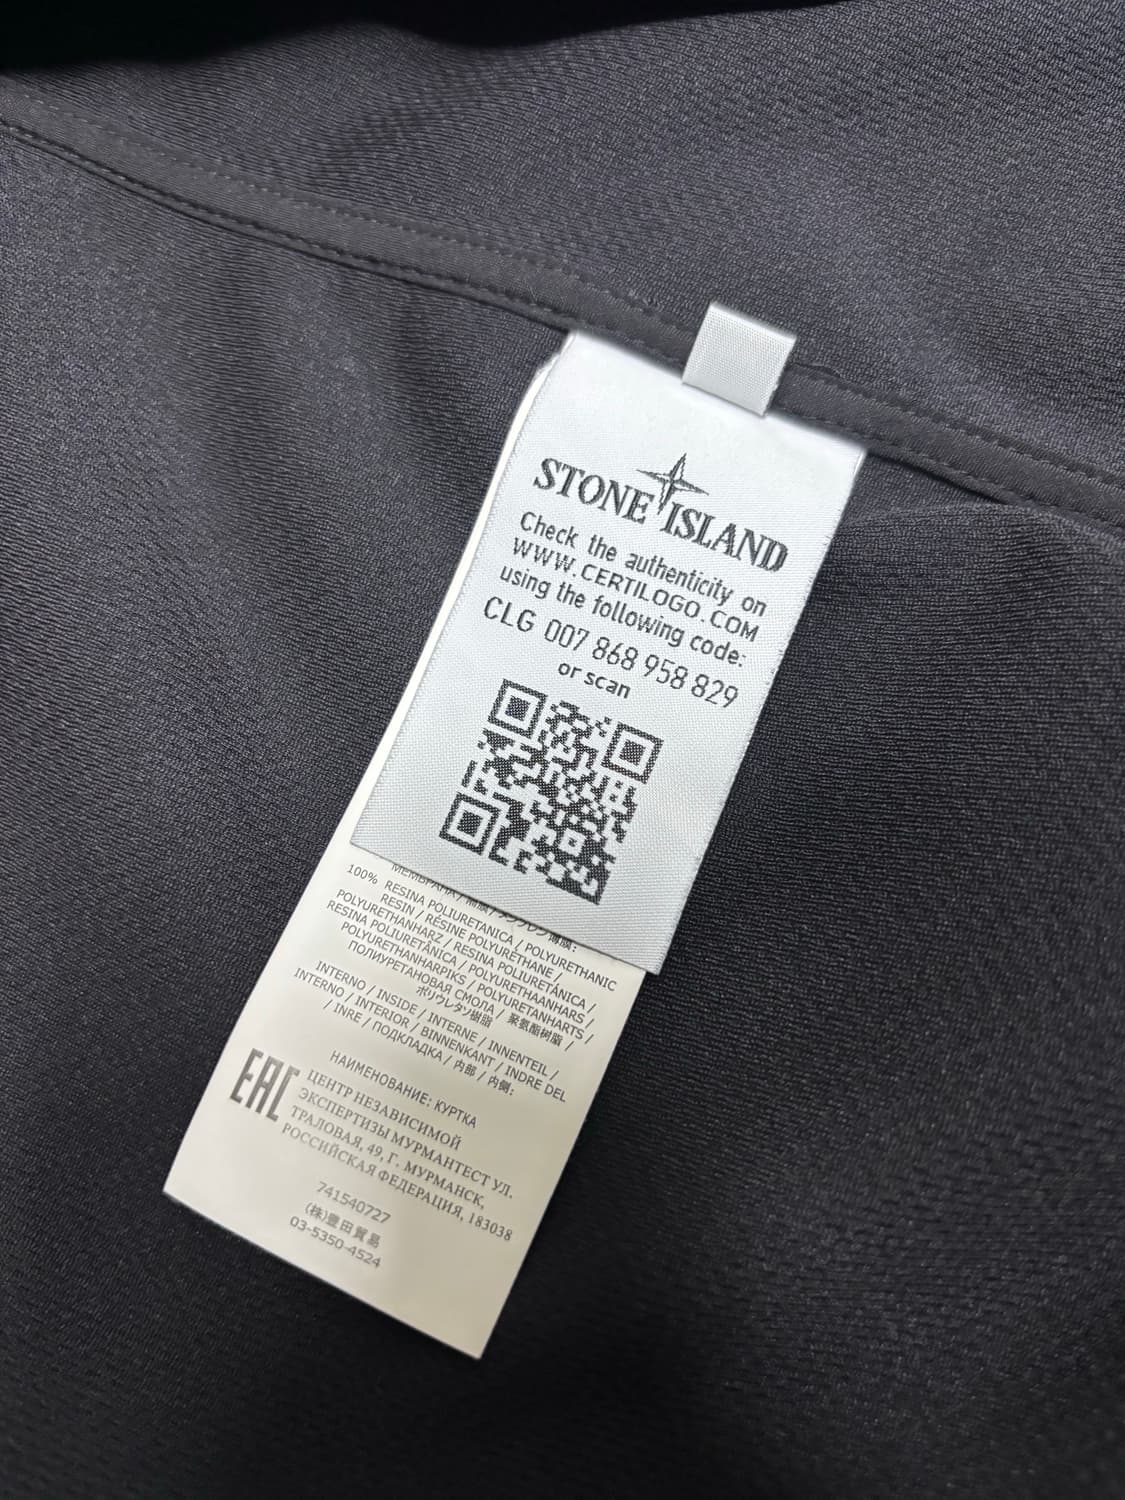 STONE ISLAND
Check the authenticity on
WWW.CERTILOGO.COM
using the following code:
CLG 007 868 958 829
or scan
100% RESINA POLIURETANICA / POLYURETHANIC
RESIN / RÉSINE POLYURÉTHANE /
POLYURETHANHARZ / RESINA POLIURETÁNICA /
RESINA POLIURETÂNICA / POLYURETHAANHARS /
POLYURETHANHARPIKS / POLYURETANHARTS /
ПОЛИУРЕТАНОВАЯ СМОЛА / 聚氨酯树脂 /
ポリウレタン樹脂
INTERNO / INSIDE / INTERNE / INNENTEIL /
INTERNO / INTERIOR / BINNENKANT / INDRE DEL
/ INRE / ПОДКЛАДКА / 内部 / 内側:
НАИМЕНОВАНИЕ: КУРТКА
EAC ЦЕНТР НЕЗАВИСИМОЙ
ЭКСПЕРТИЗЫ МУРМАНТЕСТ УЛ.
ТРАЛОВАЯ, 49, Г. МУРМАНСК,
РОССИЙСКАЯ ФЕДЕРАЦИЯ, 183038
741540727
(株)豊田貿易
03-5350-4524